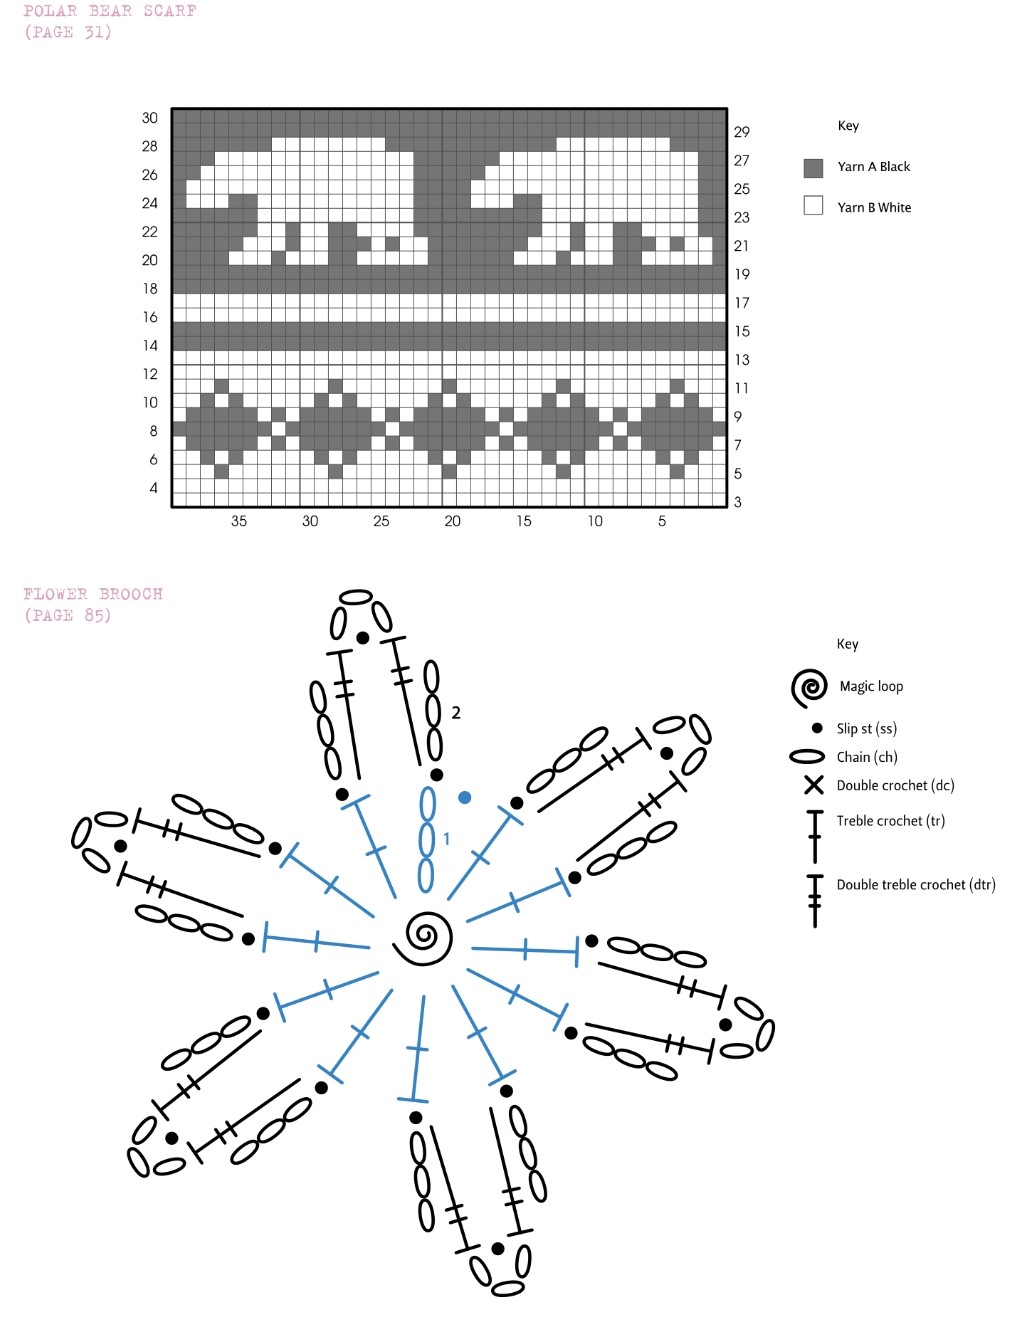 POLAR BEAR SCARF
(PAGE 31)
30
29
Key
28
27
Yarn A Black
26
25
24
Yarn B White
23
22
21
20
19
18
17
16
15
14
13
12
11
10
9
8
7
6
5
4
3
35 30 25 20 15 10 5
FLOWER BROOCH
(PAGE 85)
Key
Magic loop
2
Slip st (ss)
Chain (ch)
Double crochet (dc)
Treble crochet (tr)
1
Double treble crochet (dtr)